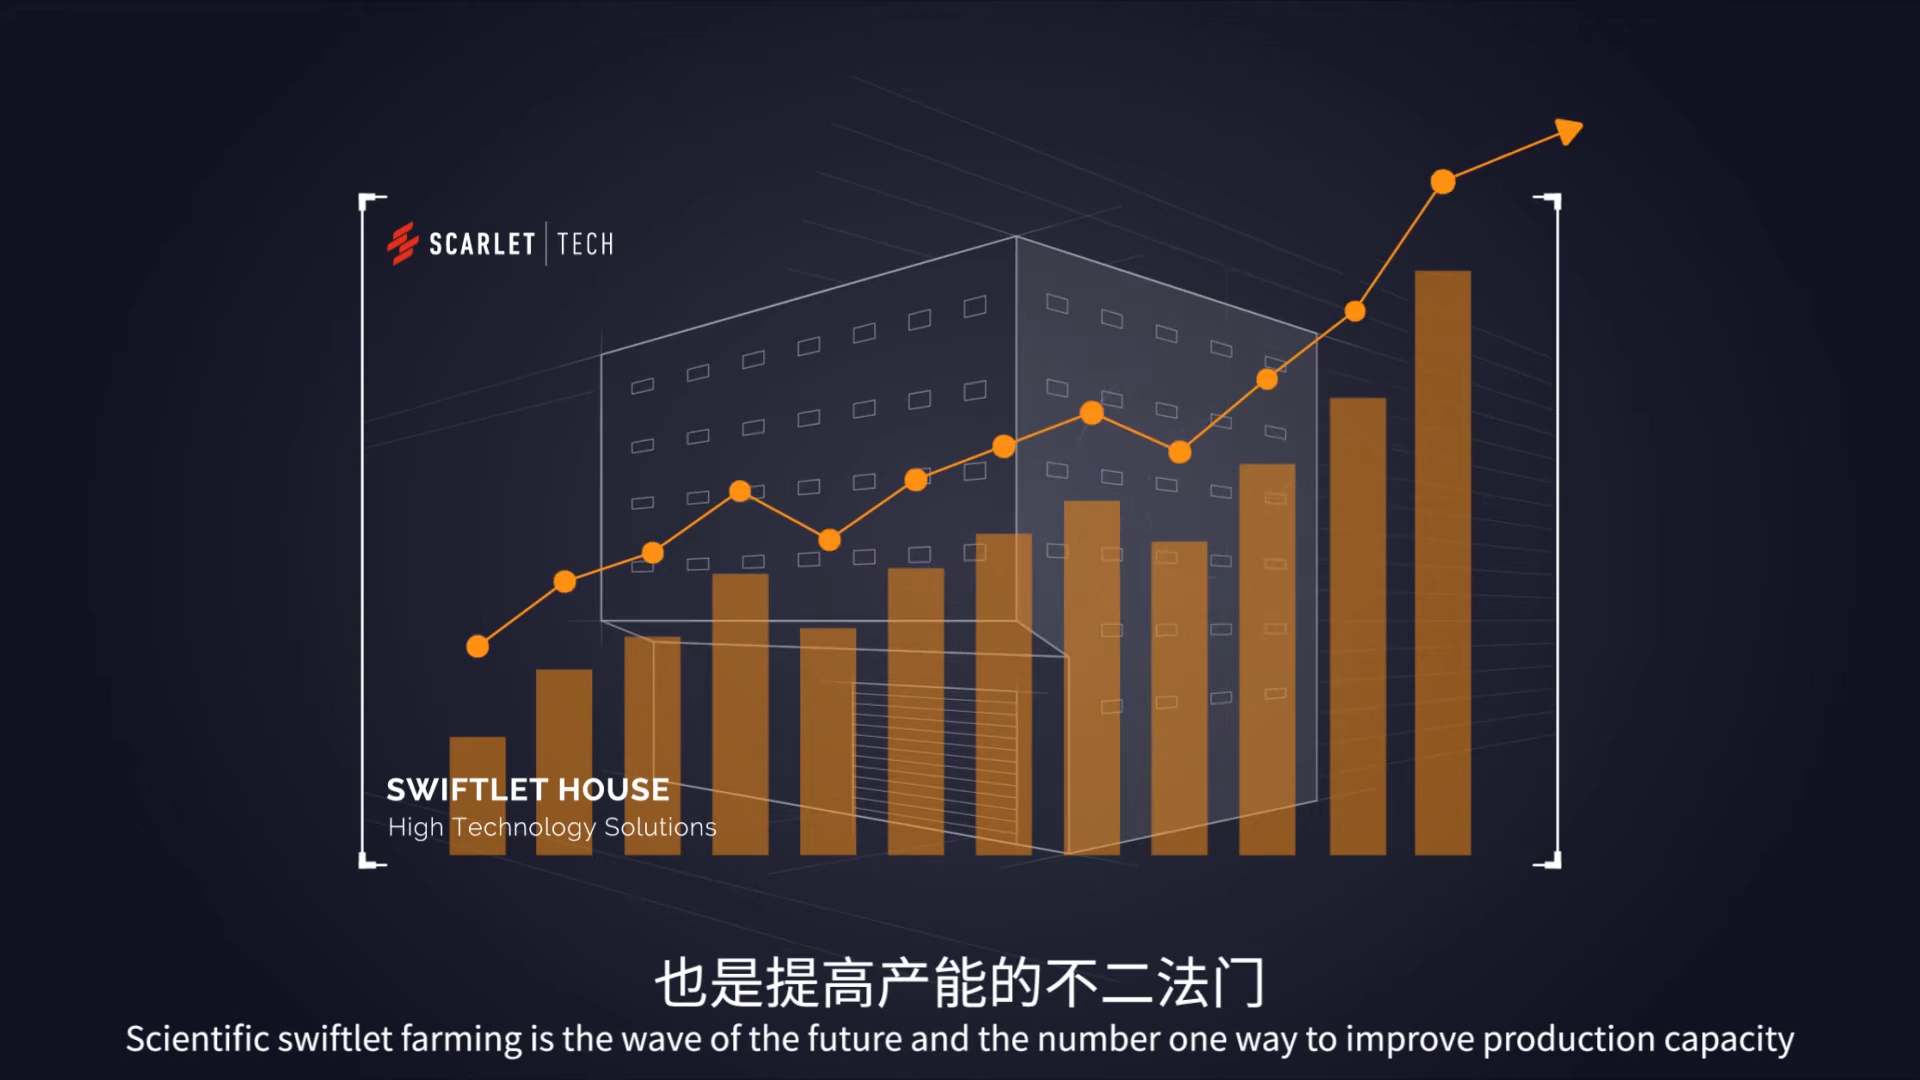 SCARLET TECH
SWIFTLET HOUSE
High Technology Solutions
也是提高产能的不二法门
Scientific swiftlet farming is the wave of the future and the number one way to improve production capacity